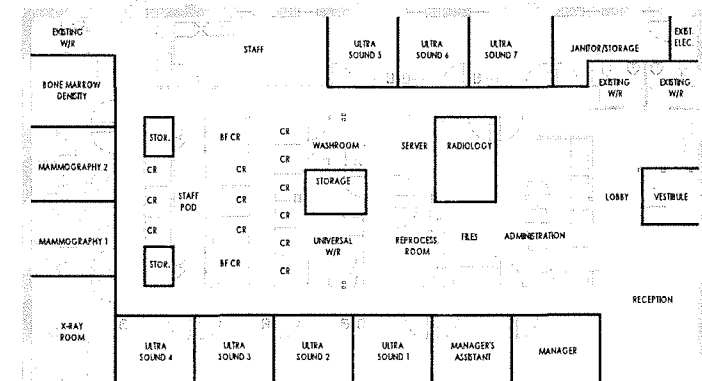 EXISTING
W/R
STAFF
ULTRA
SOUND 5
ULTRA
SOUND 6
ULTRA
SOUND 7
JANITOR/STORAGE
EXIST.
ELEC.
BONE MARROW
DENSITY
EXISTING
W/R
EXISTING
W/R
STOR.
BF CR
CR
WASHROOM
SERVER
RADIOLOGY
MAMMOGRAPHY 2
CR
CR
CR
STORAGE
CR
CR
STAFF
POD
CR
CR
LOBBY
VESTIBULE
MAMMOGRAPHY 1
CR
CR
CR
UNIVERSAL
W/R
REPROCESS.
ROOM
FILES
ADMINISTRATION
STOR.
BF CR
CR
RECEPTION
X-RAY
ROOM
ULTRA
SOUND 4
ULTRA
SOUND 3
ULTRA
SOUND 2
ULTRA
SOUND 1
MANAGER'S
ASSISTANT
MANAGER